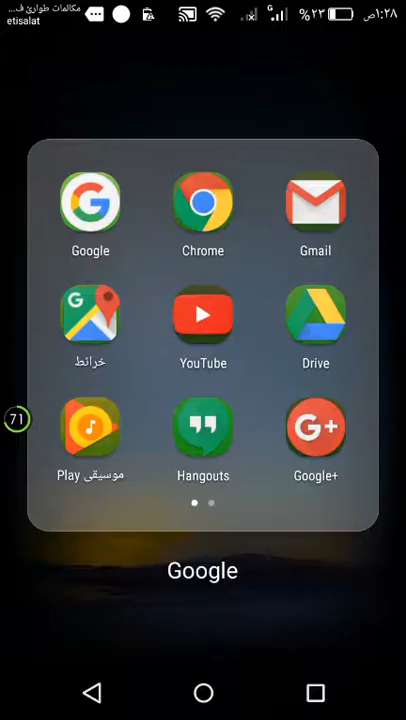 مكالمات طوارئ ف...
etisalat
%٢٣
١:٢٨ص
Google
Chrome
Gmail
خرائط
YouTube
Drive
71
موسيقى Play
Hangouts
Google+
Google